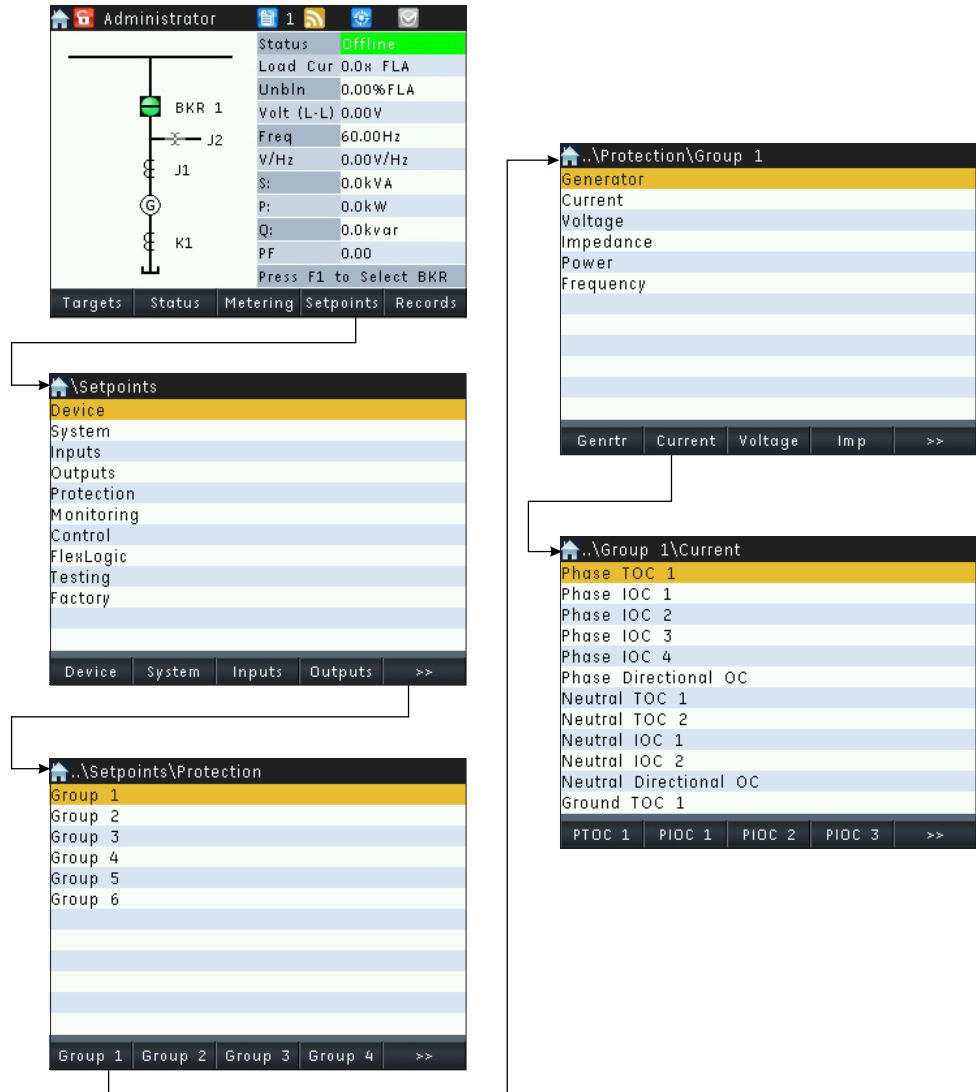 Administrator 1
Status Offline
Load Cur 0.0x FLA
Unbln 0.00%FLA
Volt (L-L) 0.00V
Freq 60.00Hz
V/Hz 0.00V/Hz
S: 0.0kVA
P: 0.0kW
Q: 0.0kvar
PF 0.00
Press F1 to Select BKR
BKR 1
J2
J1
G
K1
Targets Status Metering Setpoints Records
\Setpoints
Device
System
Inputs
Outputs
Protection
Monitoring
Control
FlexLogic
Testing
Factory
Device System Inputs Outputs >>
..\Setpoints\Protection
Group 1
Group 2
Group 3
Group 4
Group 5
Group 6
Group 1 Group 2 Group 3 Group 4 >>
..\Protection\Group 1
Generator
Current
Voltage
Impedance
Power
Frequency
Genrtr Current Voltage Imp >>
..\Group 1\Current
Phase TOC 1
Phase IOC 1
Phase IOC 2
Phase IOC 3
Phase IOC 4
Phase Directional OC
Neutral TOC 1
Neutral TOC 2
Neutral IOC 1
Neutral IOC 2
Neutral Directional OC
Ground TOC 1
PTOC 1 PIOC 1 PIOC 2 PIOC 3 >>